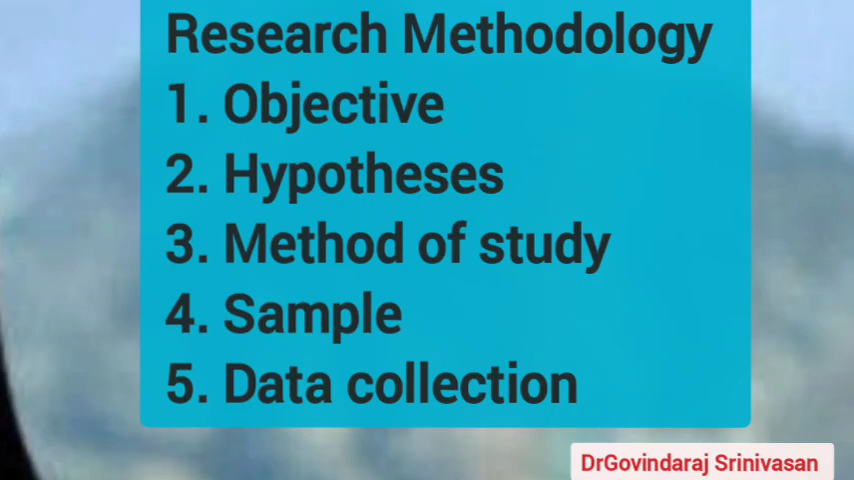 Research Methodology
1. Objective
2. Hypotheses
3. Method of study
4. Sample
5. Data collection
DrGovindaraj Srinivasan